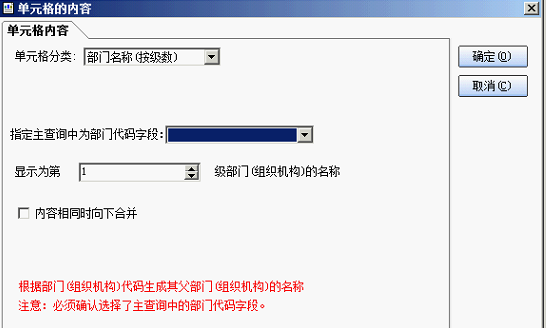 单元格的内容
单元格内容
单元格分类: 部门名称(按级数)
确定(O)
取消(C)
指定主查询中为部门代码字段:
显示为第 1 级部门(组织机构)的名称
内容相同时向下合并
根据部门(组织机构)代码生成其父部门(组织机构)的名称
注意: 必须确认选择了主查询中的部门代码字段。